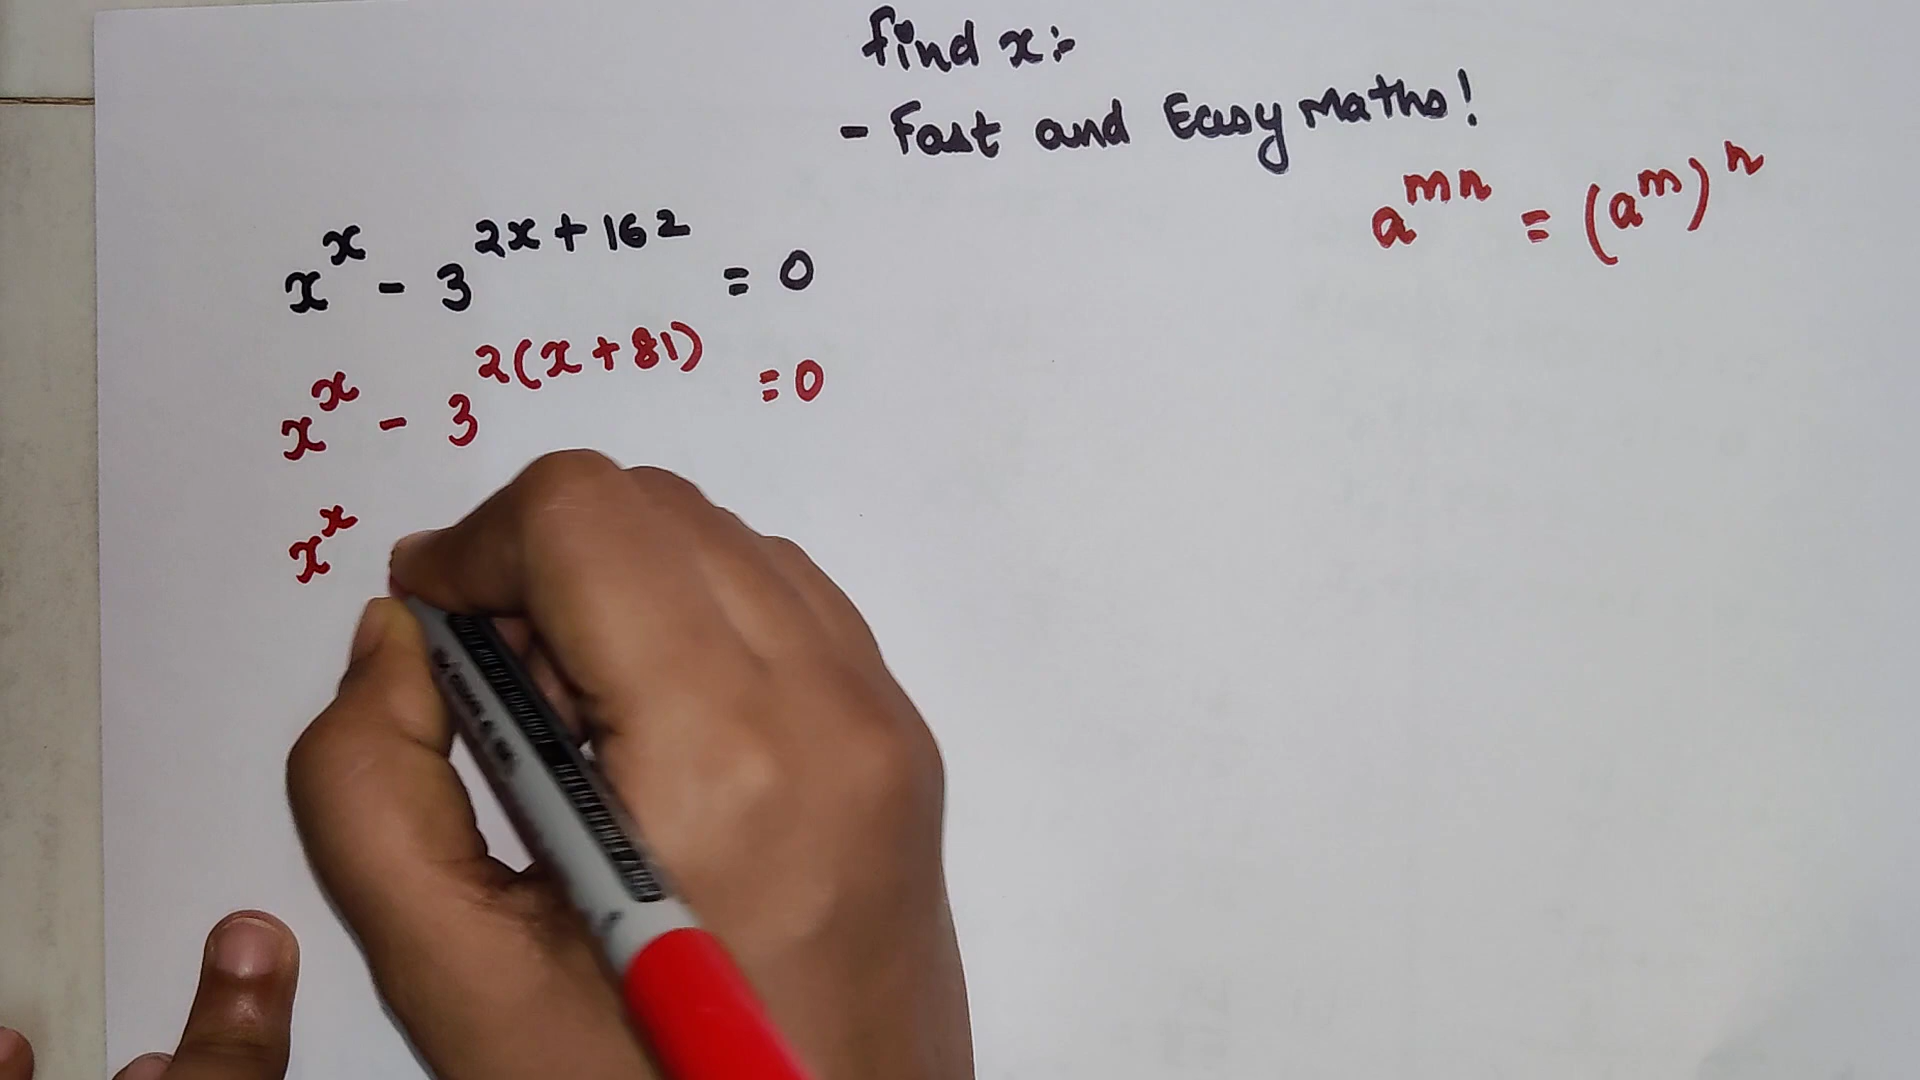 find x:-
- Fast and Easy Maths!
a^{mn} = (a^m)^n
x^x - 3^{2x+162} = 0
x^x - 3^{2(x+81)} = 0
x^x